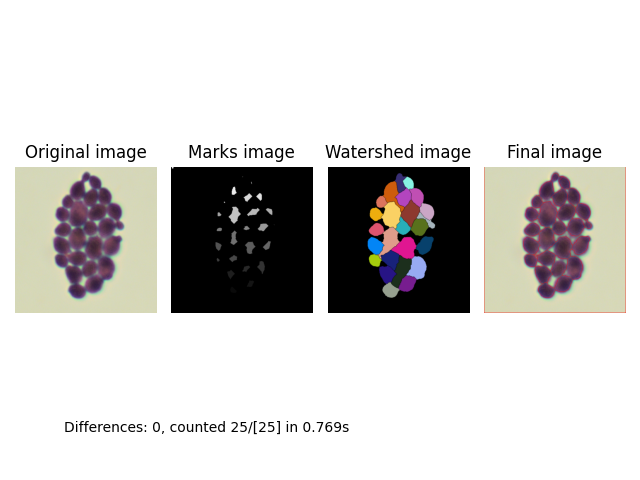 Original image
Marks image
Watershed image
Final image
Differences: 0, counted 25/[25] in 0.769s